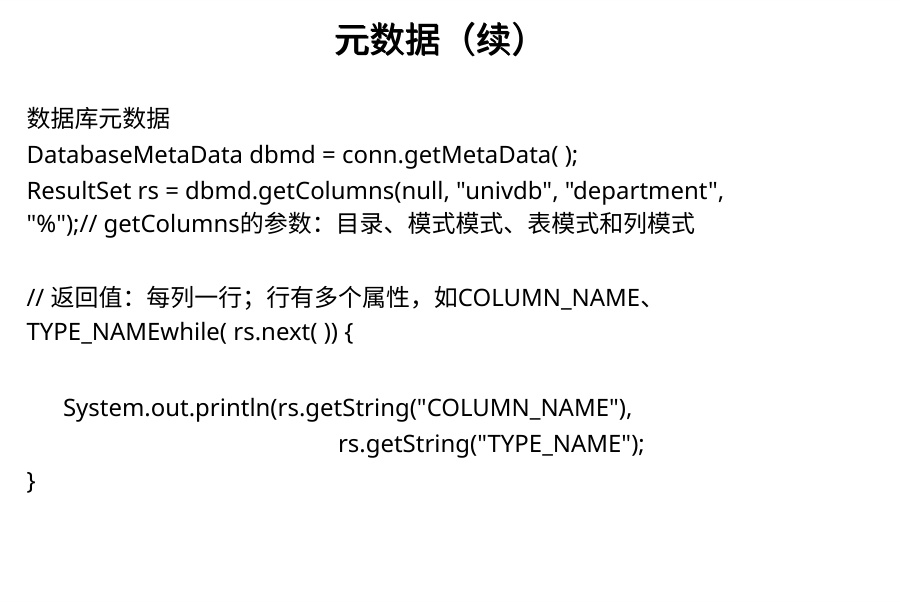 元数据（续）
数据库元数据
DatabaseMetaData dbmd = conn.getMetaData( );
ResultSet rs = dbmd.getColumns(null, "univdb", "department",
"%");// getColumns的参数：目录、模式模式、表模式和列模式
// 返回值：每列一行；行有多个属性，如COLUMN_NAME、
TYPE_NAMEwhile( rs.next( )) {
System.out.println(rs.getString("COLUMN_NAME"),
rs.getString("TYPE_NAME");
}